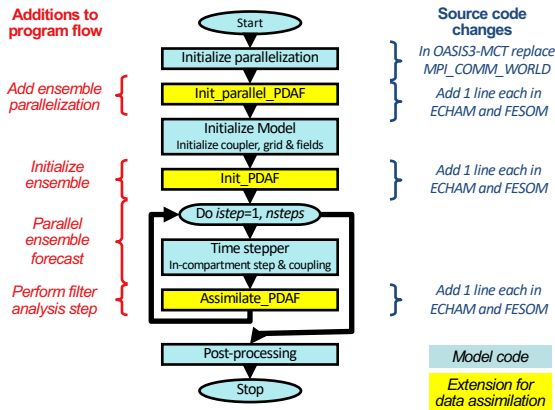 Additions to
program flow
Source code
changes
Start
Initialize parallelization
In OASIS3-MCT replace
MPI_COMM_WORLD
Add ensemble
parallelization
Init_parallel_PDAF
Add 1 line each in
ECHAM and FESOM
Initialize Model
Initialize coupler, grid & fields
Initialize
ensemble
Init_PDAF
Add 1 line each in
ECHAM and FESOM
Parallel
ensemble
forecast
Do istep=1, nsteps
Time stepper
In-compartment step & coupling
Perform filter
analysis step
Assimilate_PDAF
Add 1 line each in
ECHAM and FESOM
Post-processing
Stop
Model code
Extension for
data assimilation